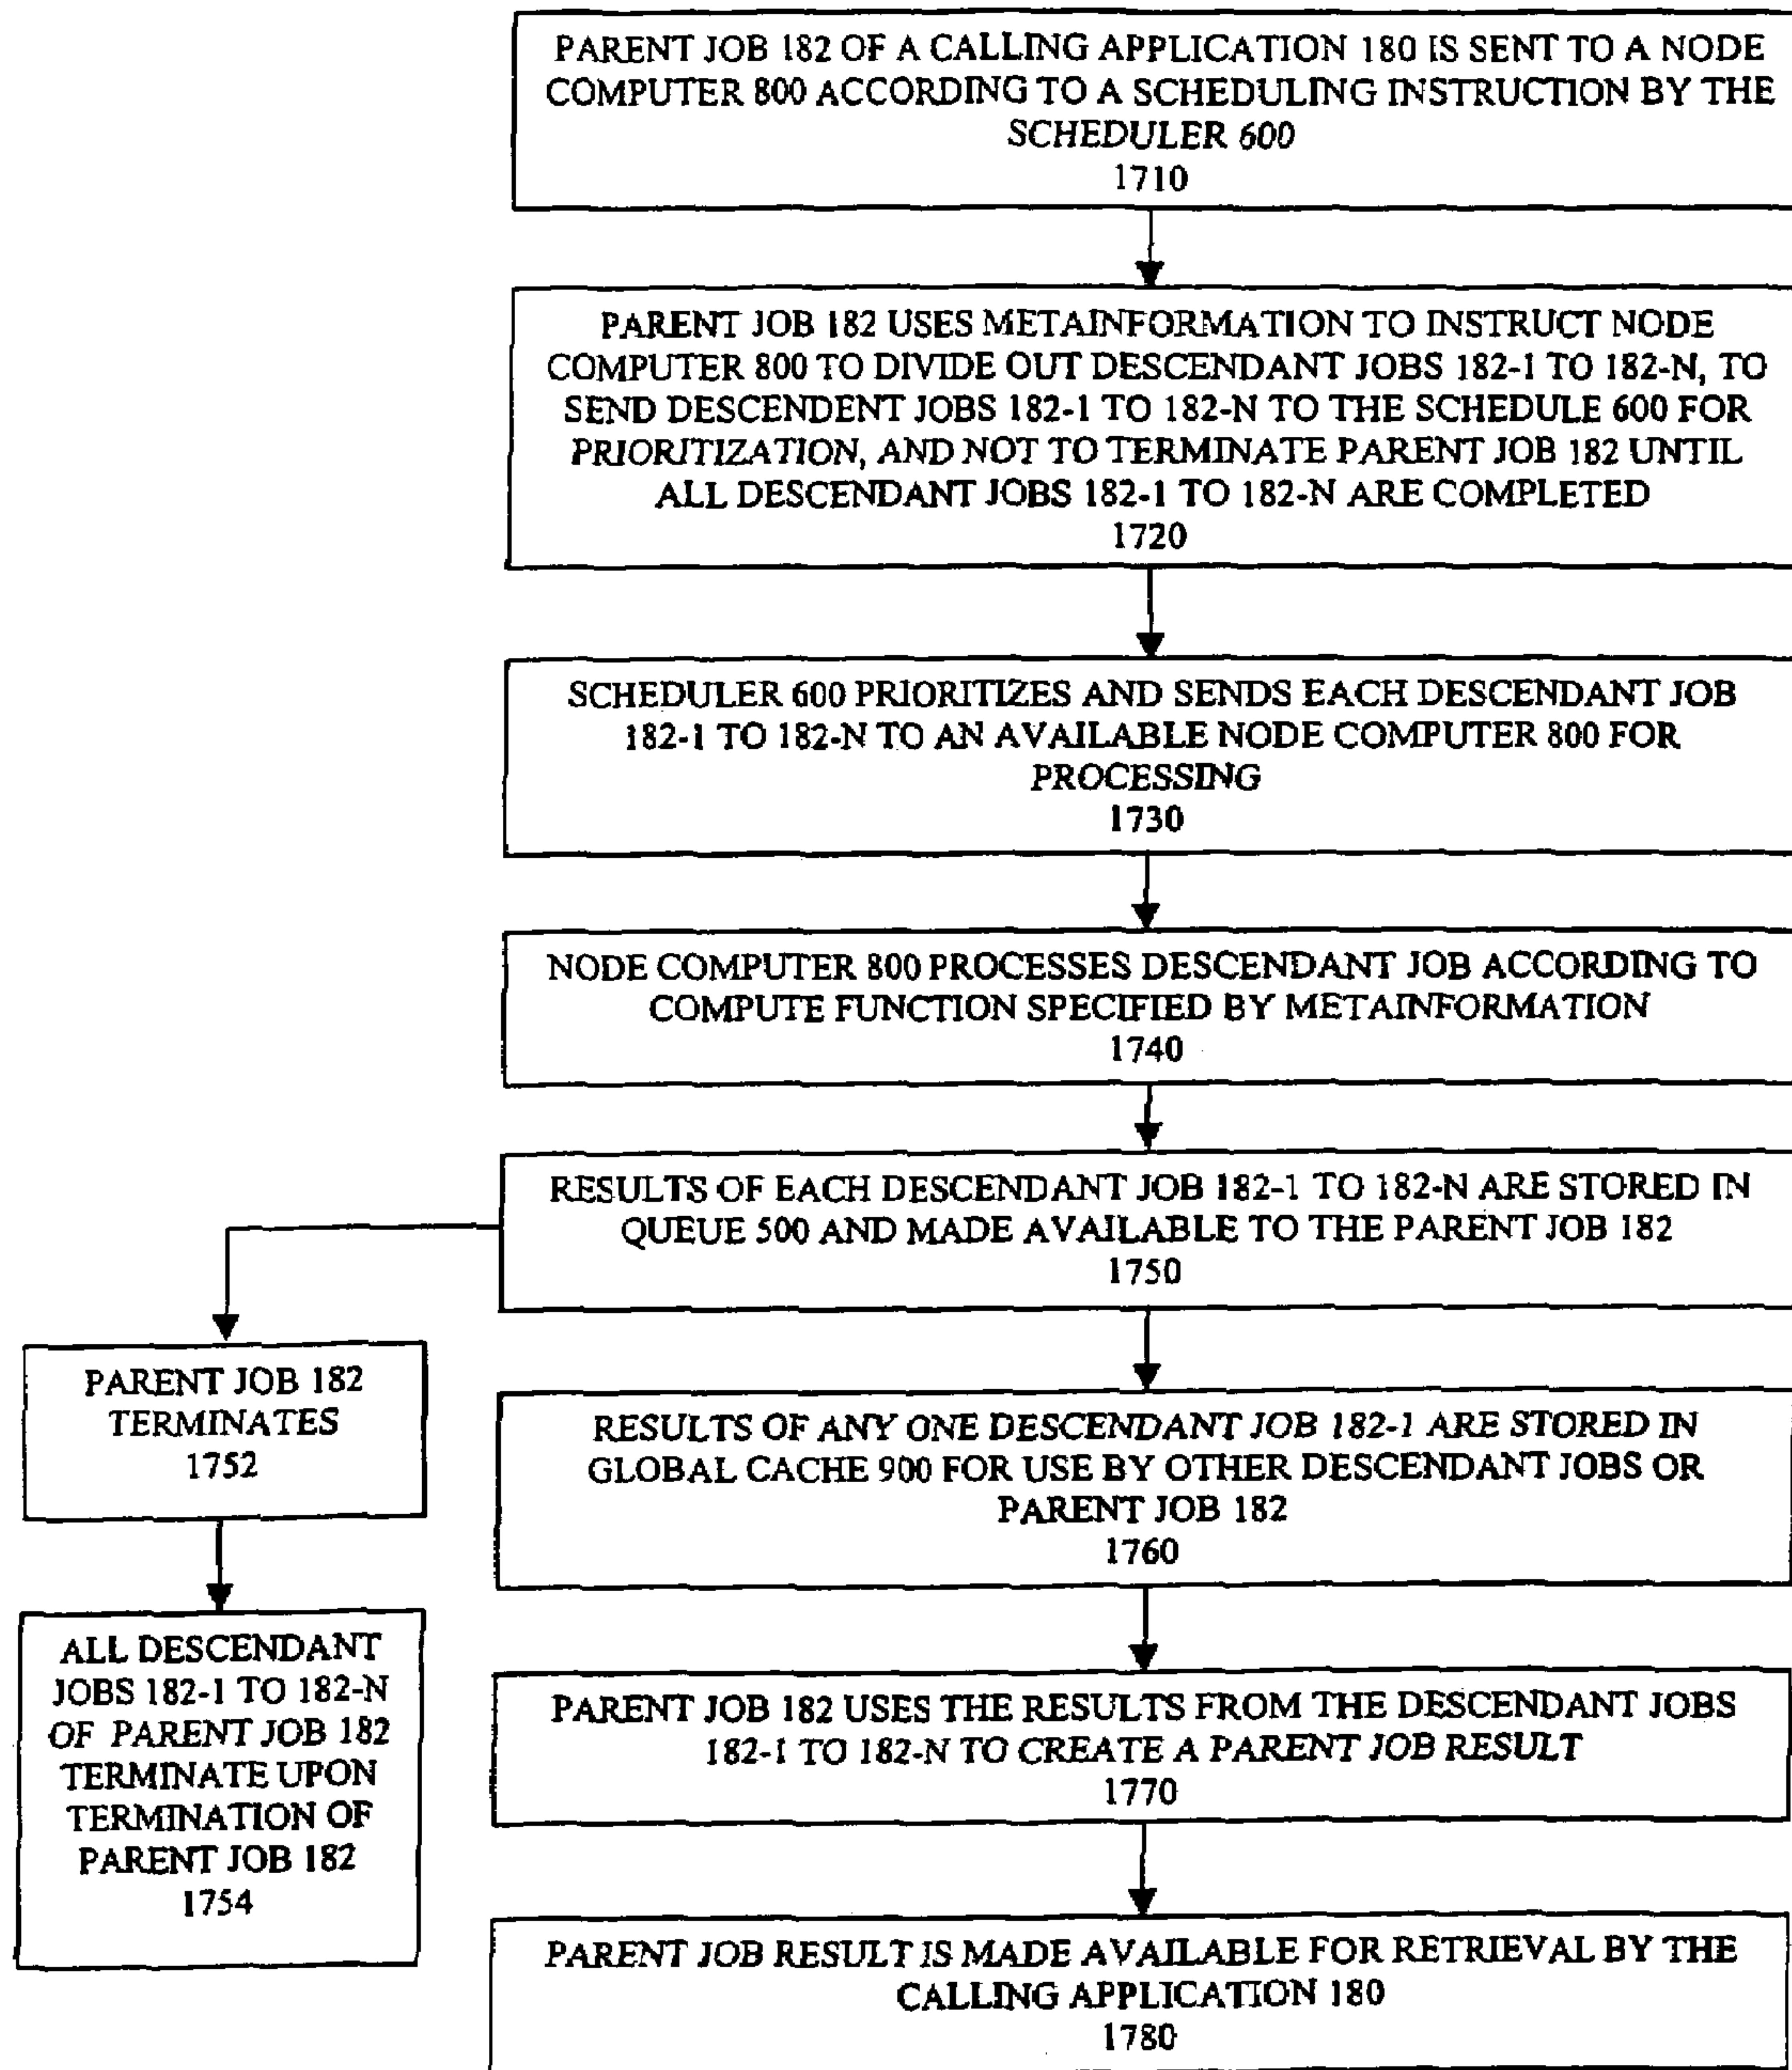 PARENT JOB 182 OF A CALLING APPLICATION 180 IS SENT TO A NODE
COMPUTER 800 ACCORDING TO A SCHEDULING INSTRUCTION BY THE
SCHEDULER 600
1710
PARENT JOB 182 USES METAINFORMATION TO INSTRUCT NODE
COMPUTER 800 TO DIVIDE OUT DESCENDANT JOBS 182-1 TO 182-N, TO
SEND DESCENDENT JOBS 182-1 TO 182-N TO THE SCHEDULE 600 FOR
PRIORITIZATION, AND NOT TO TERMINATE PARENT JOB 182 UNTIL
ALL DESCENDANT JOBS 182-1 TO 182-N ARE COMPLETED
1720
SCHEDULER 600 PRIORITIZES AND SENDS EACH DESCENDANT JOB
182-1 TO 182-N TO AN AVAILABLE NODE COMPUTER 800 FOR
PROCESSING
1730
NODE COMPUTER 800 PROCESSES DESCENDANT JOB ACCORDING TO
COMPUTE FUNCTION SPECIFIED BY METAINFORMATION
1740
RESULTS OF EACH DESCENDANT JOB 182-1 TO 182-N ARE STORED IN
QUEUE 500 AND MADE AVAILABLE TO THE PARENT JOB 182
1750
PARENT JOB 182
TERMINATES
1752
ALL DESCENDANT
JOBS 182-1 TO 182-N
OF PARENT JOB 182
TERMINATE UPON
TERMINATION OF
PARENT JOB 182
1754
RESULTS OF ANY ONE DESCENDANT JOB 182-1 ARE STORED IN
GLOBAL CACHE 900 FOR USE BY OTHER DESCENDANT JOBS OR
PARENT JOB 182
1760
PARENT JOB 182 USES THE RESULTS FROM THE DESCENDANT JOBS
182-1 TO 182-N TO CREATE A PARENT JOB RESULT
1770
PARENT JOB RESULT IS MADE AVAILABLE FOR RETRIEVAL BY THE
CALLING APPLICATION 180
1780